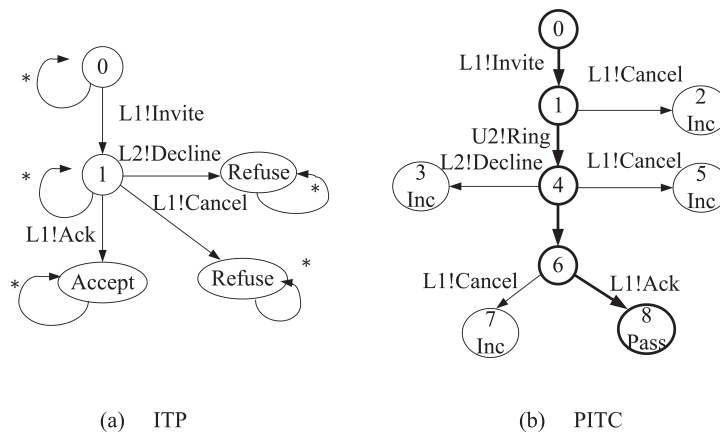 0
*
L1!Invite
*
1
L2!Decline
Refuse
*
L1!Cancel
L1!Ack
*
Accept
Refuse
*
(a) ITP
0
L1!Invite
L1!Cancel
1
2
Inc
U2!Ring
L2!Decline
L1!Cancel
3
Inc
4
5
Inc
6
L1!Cancel
L1!Ack
7
Inc
8
Pass
(b) PITC